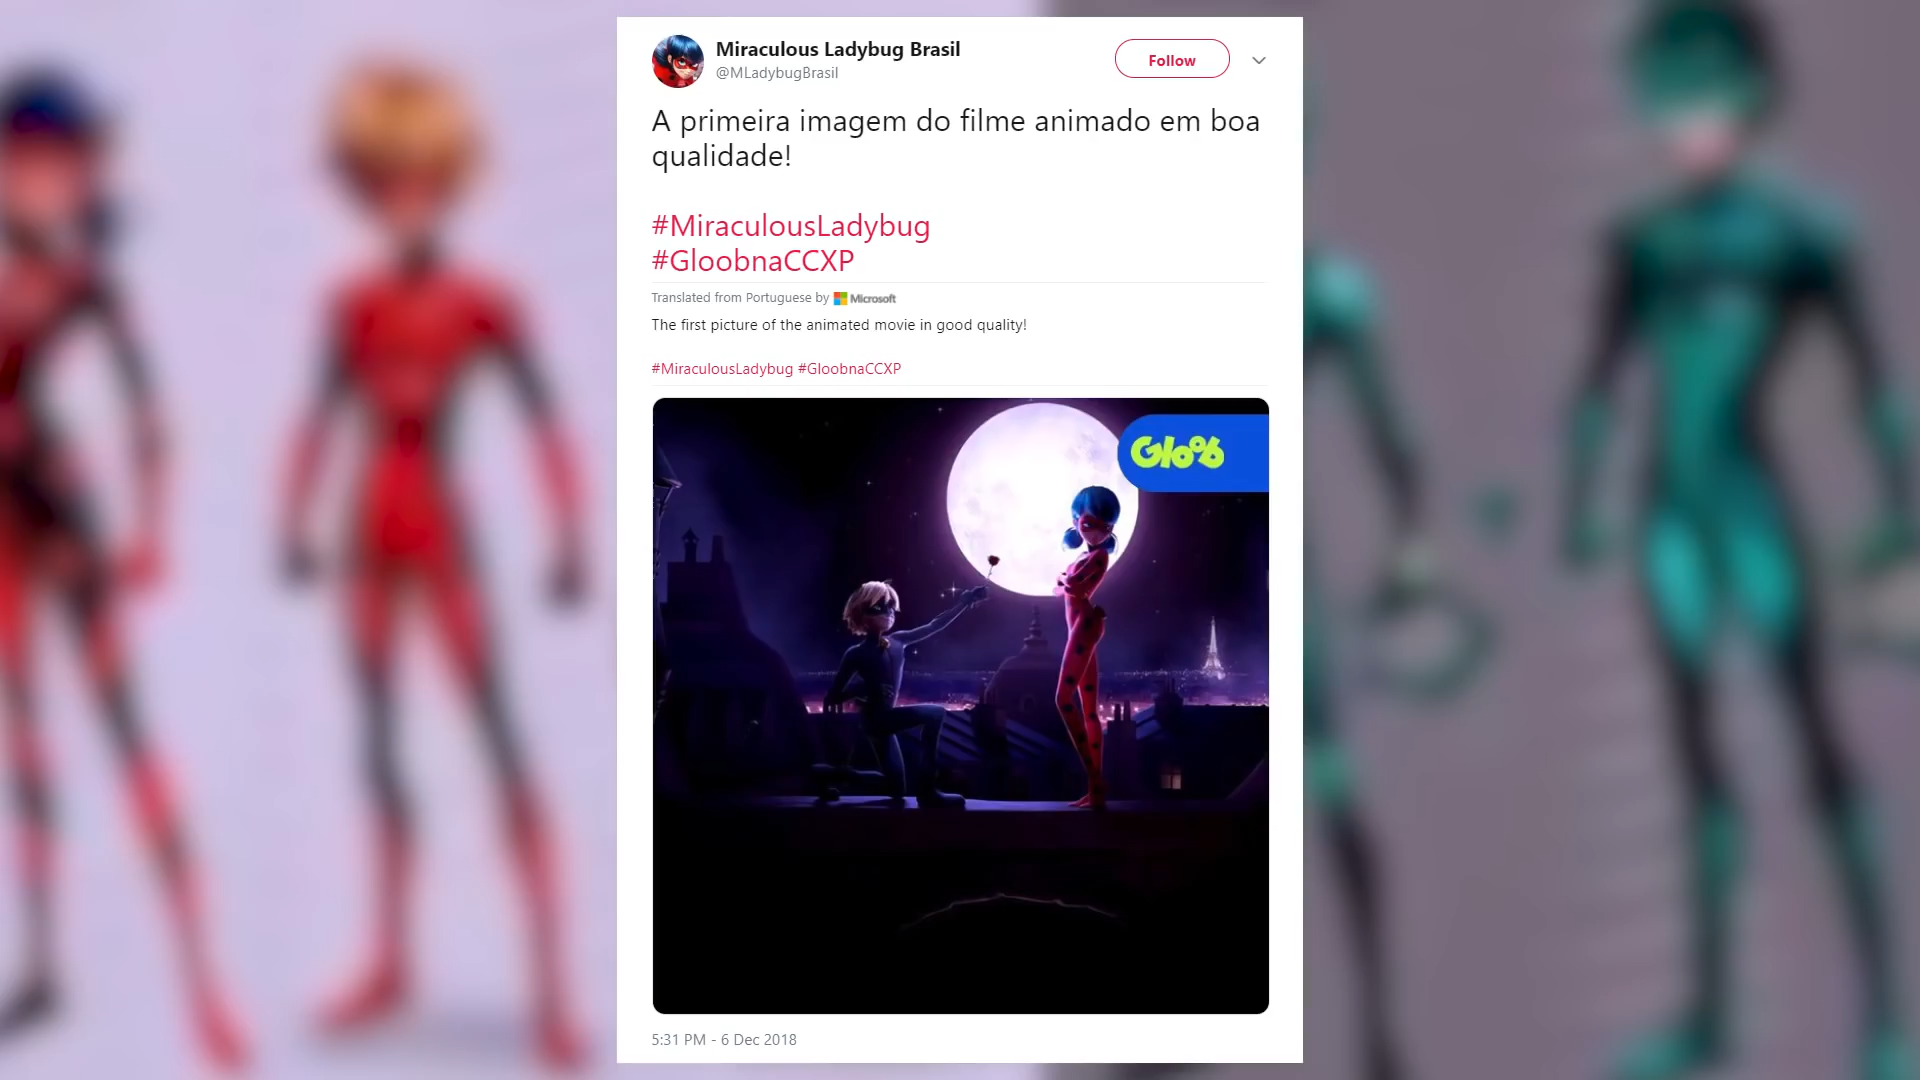 Miraculous Ladybug Brasil
@MLadybugBrasil
Follow
A primeira imagem do filme animado em boa
qualidade!
#MiraculousLadybug
#GloobnaCCXP
Translated from Portuguese by Microsoft
The first picture of the animated movie in good quality!
#MiraculousLadybug #GloobnaCCXP
Gloob
5:31 PM - 6 Dec 2018